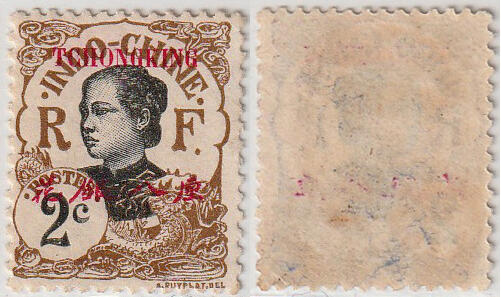 TCHONGKING
INDO-CHINE.
R F.
POSTES
2c
A.PUYPLAT.DEL